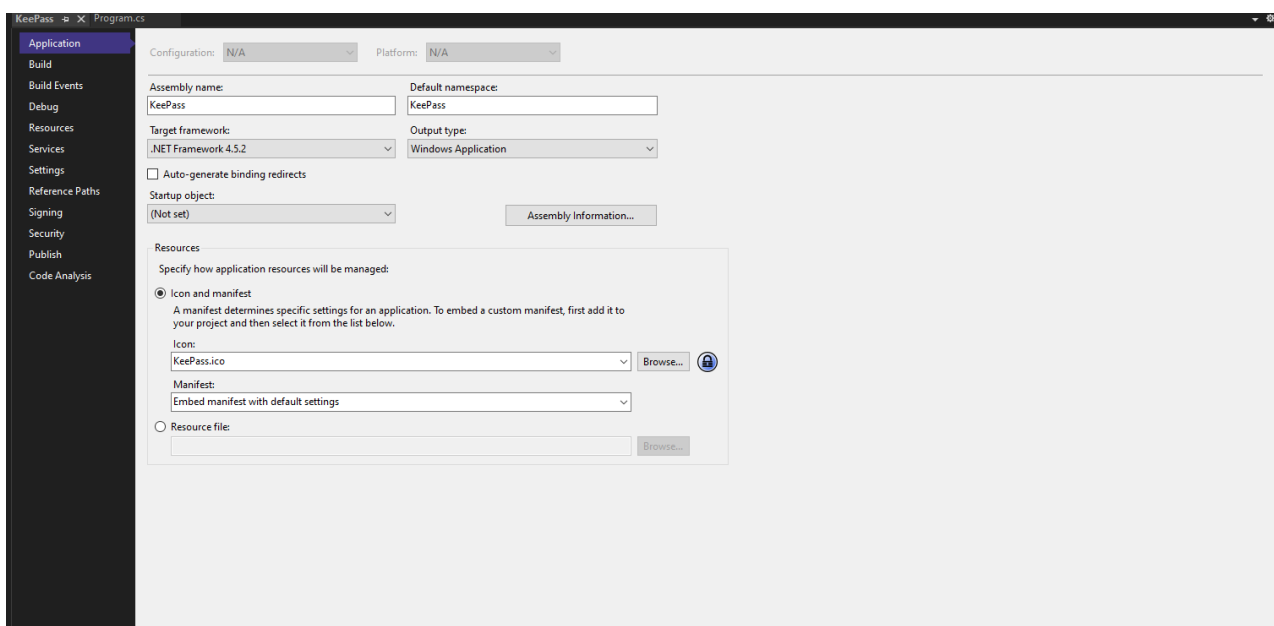 KeePass Program.cs
Application
Build
Build Events
Debug
Resources
Services
Settings
Reference Paths
Signing
Security
Publish
Code Analysis
Configuration: N/A Platform: N/A
Assembly name: Default namespace:
KeePass KeePass
Target framework: Output type:
.NET Framework 4.5.2 Windows Application
Auto-generate binding redirects
Startup object:
(Not set) Assembly Information...
Resources
Specify how application resources will be managed:
Icon and manifest
A manifest determines specific settings for an application. To embed a custom manifest, first add it to
your project and then select it from the list below.
Icon:
KeePass.ico Browse...
Manifest:
Embed manifest with default settings
Resource file:
Browse...